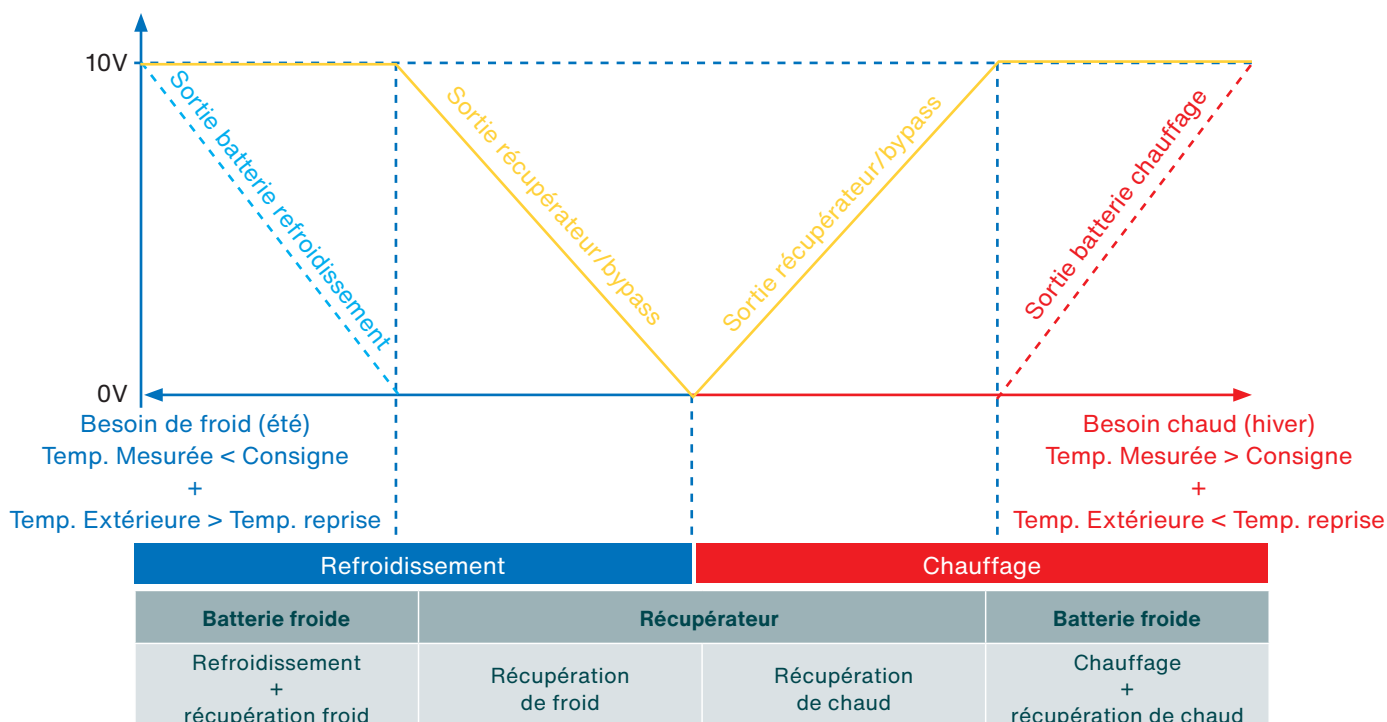 10V
Sortie batterie refroidissement
Sortie récupérateur/bypass
Sortie récupérateur/bypass
Sortie batterie chauffage
0V
Besoin de froid (été)
Temp. Mesurée < Consigne
+
Temp. Extérieure > Temp. reprise
Besoin chaud (hiver)
Temp. Mesurée > Consigne
+
Temp. Extérieure < Temp. reprise
Refroidissement
Chauffage
Batterie froide
Récupérateur
Batterie froide
Refroidissement
+
récupération froid
Récupération
de froid
Récupération
de chaud
Chauffage
+
récupération de chaud